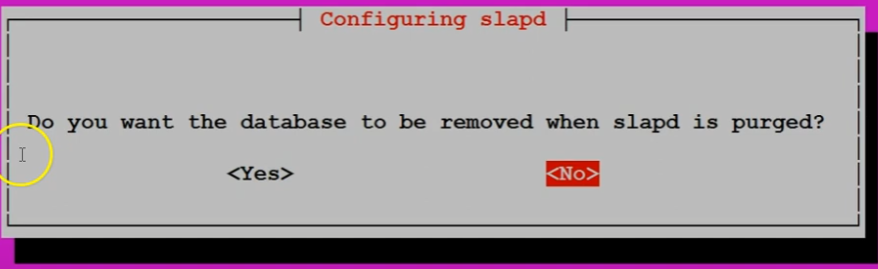 Configuring slapd
Do you want the database to be removed when slapd is purged?
<Yes> <No>